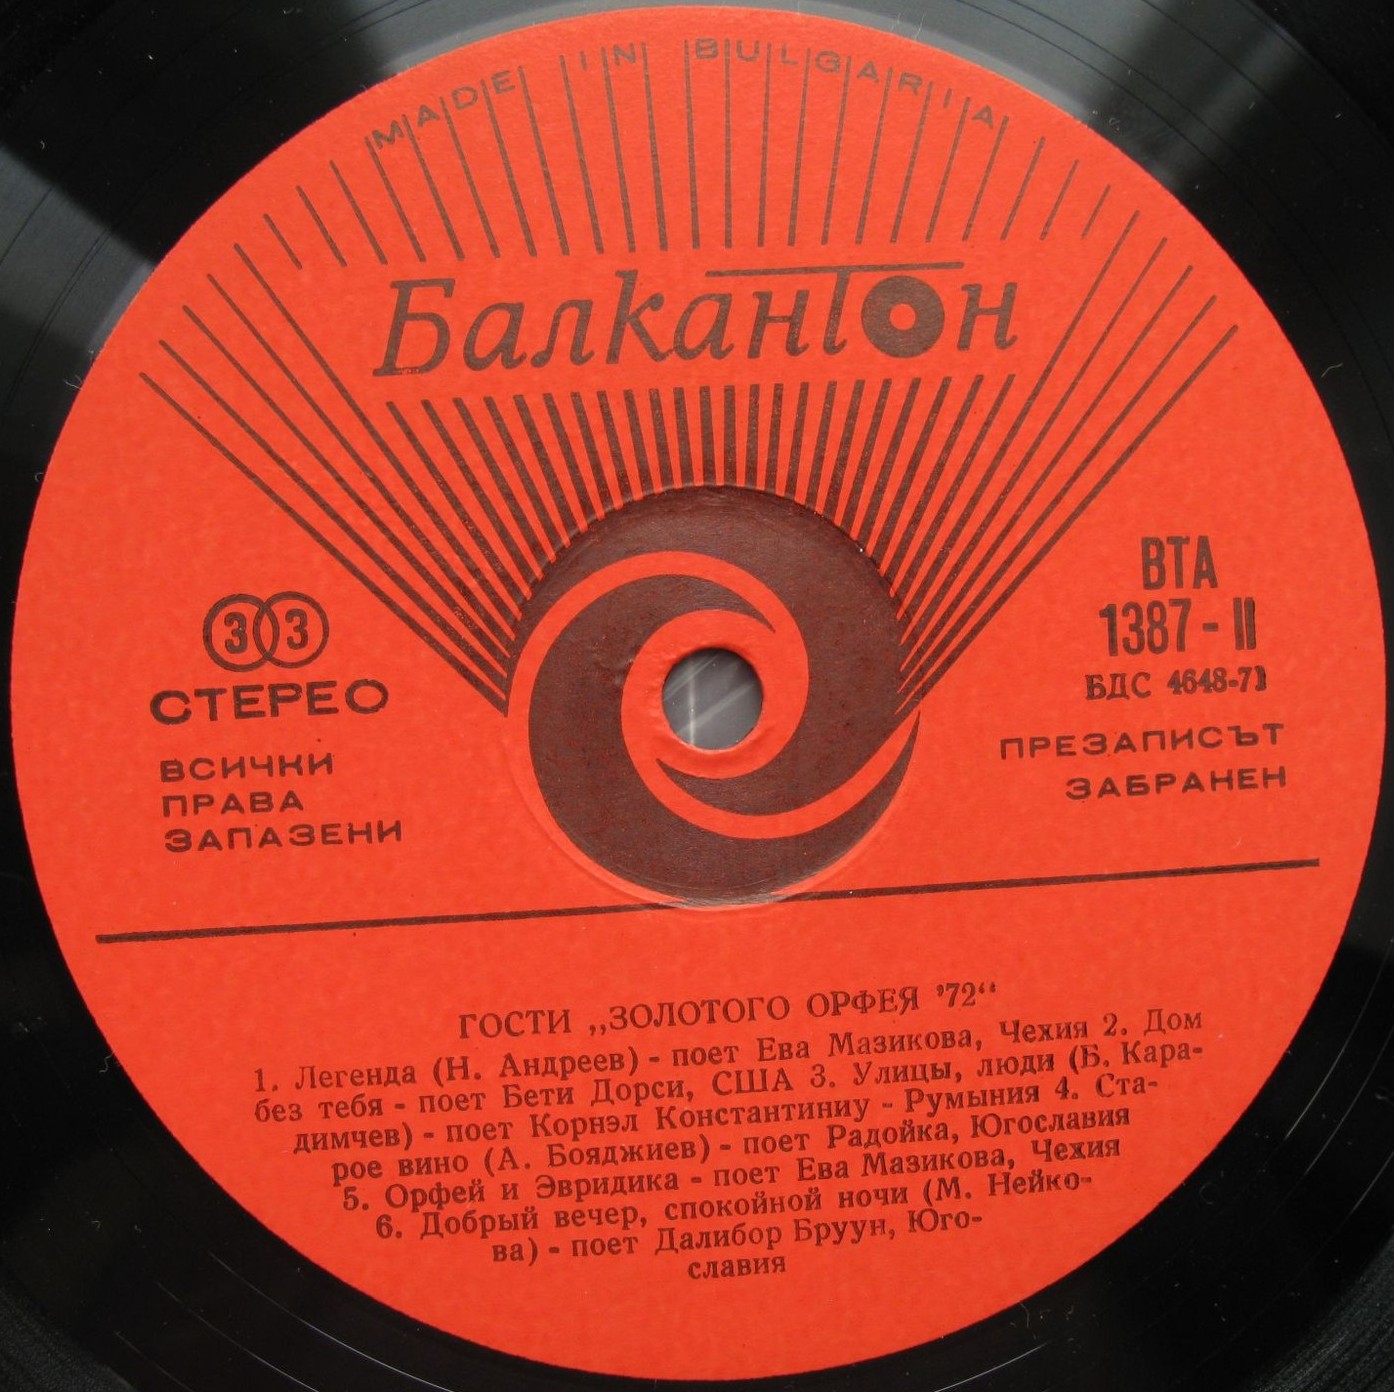 MADE IN BULGARIA
Балкантон
33
СТЕРЕО
ВСИЧКИ
ПРАВА
ЗАПАЗЕНИ
ВТА
1387 - II
БДС 4648-71
ПРЕЗАПИСЪТ
ЗАБРАНЕН
ГОСТИ „ЗОЛОТОГО ОРФЕЯ '72“
1. Легенда (Н. Андреев) - поет Ева Мазикова, Чехия 2. Дом
без тебя - поет Бети Дорси, США 3. Улицы, люди (Б. Кара-
димчев) - поет Корнэл Константиниу - Румыния 4. Ста-
рое вино (А. Бояджиев) - поет Радойка, Югославия
5. Орфей и Эвридика - поет Ева Мазикова, Чехия
6. Добрый вечер, спокойной ночи (М. Нейко-
ва) - поет Далибор Бруун, Юго-
славия